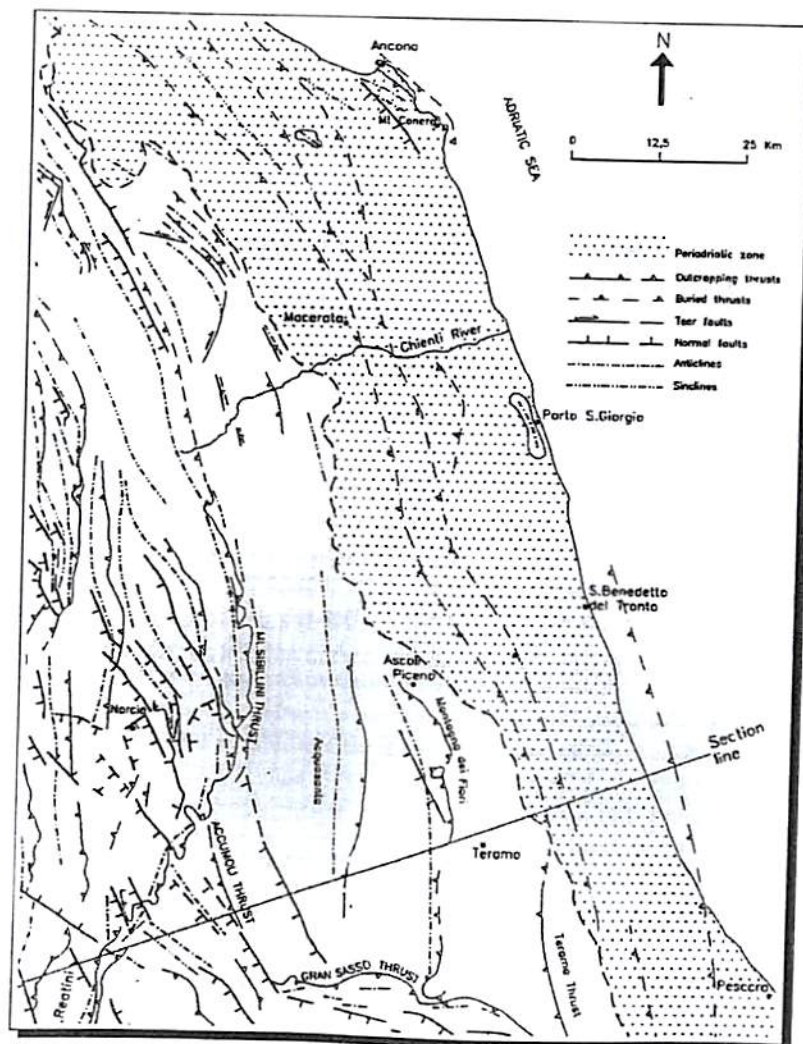 Ancona
N
Mt. Conero
ADRIATIC SEA
0 12,5 25 Km
Periadriatic zone
Outcropping thrusts
Buried thrusts
Tear faults
Normal faults
Anticlines
Sinclines
Macerata
Chienti River
Porto S.Giorgio
S.Benedetto
del Tronto
Ascoli
Piceno
Montagna dei Fiori
MT. SIBILLINI THRUST
Norcia
Acquasanta
Section
line
ACCUMOLI THRUST
Teramo
GRAN SASSO THRUST
Teramo Thrust
Pescara
Reatini